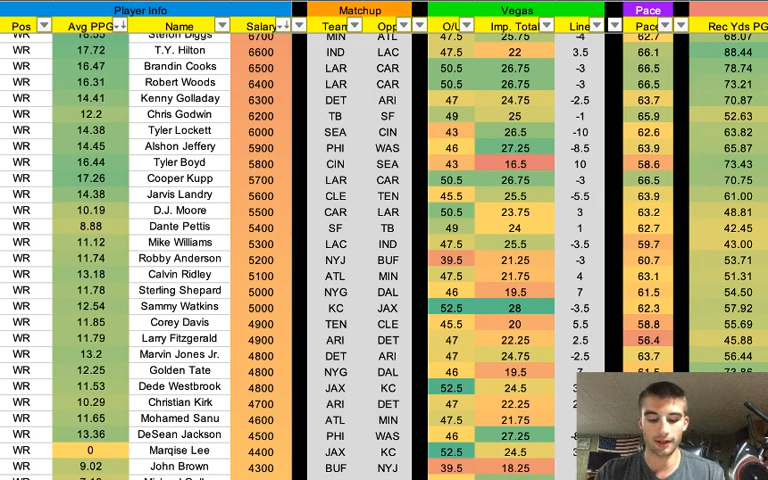 Player Info Matchup Vegas Pace
Pos Avg PPG Name Salary Team Opp O/U Imp. Total Line Pace Rec Yds PG
WR 16.55 Stefon Diggs 6700 MIN ATL 47.5 25.75 -4 62.7 68.07
WR 17.72 T.Y. Hilton 6600 IND LAC 47.5 22 3.5 66.1 88.44
WR 16.47 Brandin Cooks 6500 LAR CAR 50.5 26.75 -3 66.5 78.74
WR 16.31 Robert Woods 6400 LAR CAR 50.5 26.75 -3 66.5 73.21
WR 14.41 Kenny Golladay 6300 DET ARI 47 24.75 -2.5 63.7 70.87
WR 12.2 Chris Godwin 6200 TB SF 49 25 -1 65.9 52.63
WR 14.38 Tyler Lockett 6000 SEA CIN 43 26.5 -10 62.6 63.82
WR 14.45 Alshon Jeffery 5900 PHI WAS 46 27.25 -8.5 63.9 65.87
WR 16.44 Tyler Boyd 5800 CIN SEA 43 16.5 10 58.6 73.43
WR 17.26 Cooper Kupp 5700 LAR CAR 50.5 26.75 -3 66.5 70.75
WR 14.38 Jarvis Landry 5600 CLE TEN 45.5 25.5 -5.5 63.9 61.00
WR 10.19 D.J. Moore 5500 CAR LAR 50.5 23.75 3 63.2 48.81
WR 8.88 Dante Pettis 5400 SF TB 49 24 1 62.7 42.45
WR 11.12 Mike Williams 5300 LAC IND 47.5 25.5 -3.5 59.7 43.00
WR 11.74 Robby Anderson 5200 NYJ BUF 39.5 21.25 -3 60.7 53.71
WR 13.18 Calvin Ridley 5100 ATL MIN 47.5 21.75 4 63.1 51.31
WR 11.78 Sterling Shepard 5000 NYG DAL 46 19.5 7 61.5 54.50
WR 12.54 Sammy Watkins 5000 KC JAX 52.5 28 -3.5 62.3 57.92
WR 11.85 Corey Davis 4900 TEN CLE 45.5 20 5.5 58.8 55.69
WR 11.79 Larry Fitzgerald 4900 ARI DET 47 22.25 2.5 56.4 45.88
WR 13.2 Marvin Jones Jr. 4800 DET ARI 47 24.75 -2.5 63.7 56.44
WR 12.25 Golden Tate 4800 NYG DAL 46 19.5 7 61.5
WR 11.53 Dede Westbrook 4800 JAX KC 52.5 24.5
WR 10.29 Christian Kirk 4700 ARI DET 47 22.25
WR 11.65 Mohamed Sanu 4600 ATL MIN 47.5 21.75
WR 13.36 DeSean Jackson 4500 PHI WAS 46 27.25
WR 0 Marqise Lee 4400 JAX KC 52.5 24.5
WR 9.02 John Brown 4300 BUF NYJ 39.5 18.25